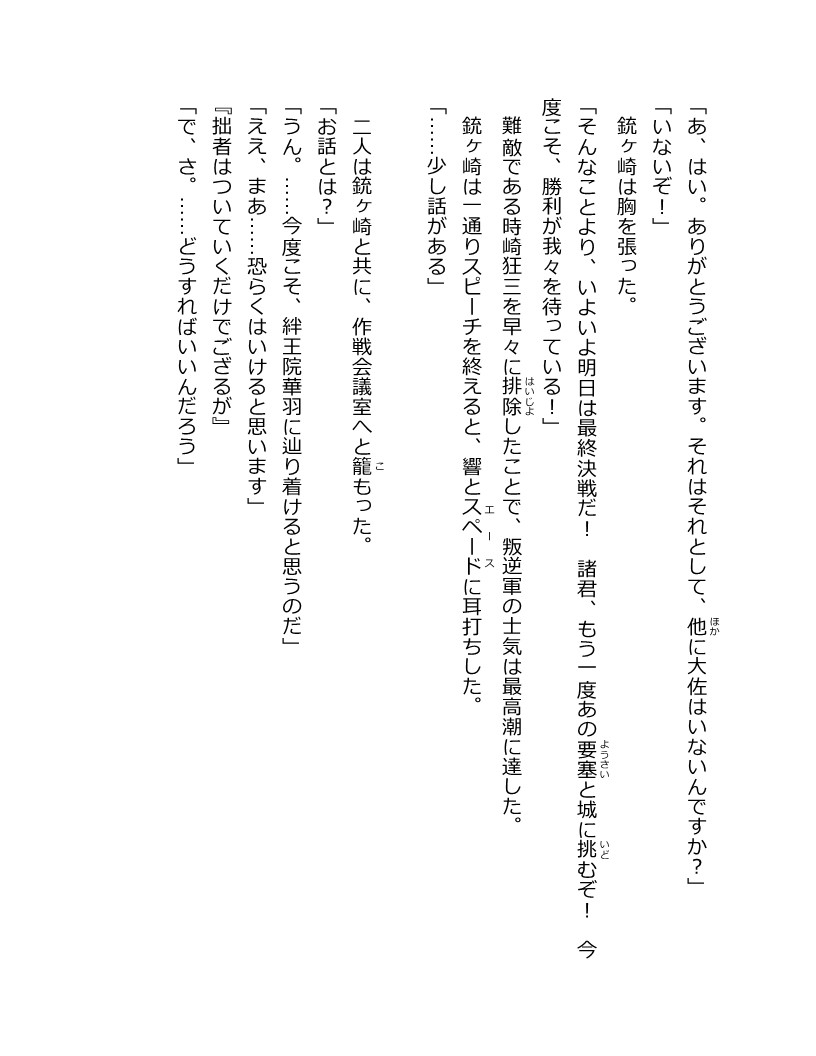 「あ、はい。ありがとうございます。それはそれとして、他に大佐はいないんですか？」
「いないぞ！」
　銃ヶ崎は胸を張った。
「そんなことより、いよいよ明日は最終決戦だ！　諸君、もう一度あの要塞と城に挑むぞ！　今
度こそ、勝利が我々を待っている！」
　難敵である時崎狂三を早々に排除したことで、叛逆軍の士気は最高潮に達した。
　銃ヶ崎は一通りスピーチを終えると、響とスペードに耳打ちした。
「……少し話がある」
　二人は銃ヶ崎と共に、作戦会議室へと籠もった。
「お話とは？」
「うん。……今度こそ、絆王院華羽に辿り着けると思うのだ」
「ええ、まあ……恐らくはいけると思います」
『拙者はついていくだけでござるが』
「で、さ。……どうすればいいんだろう」